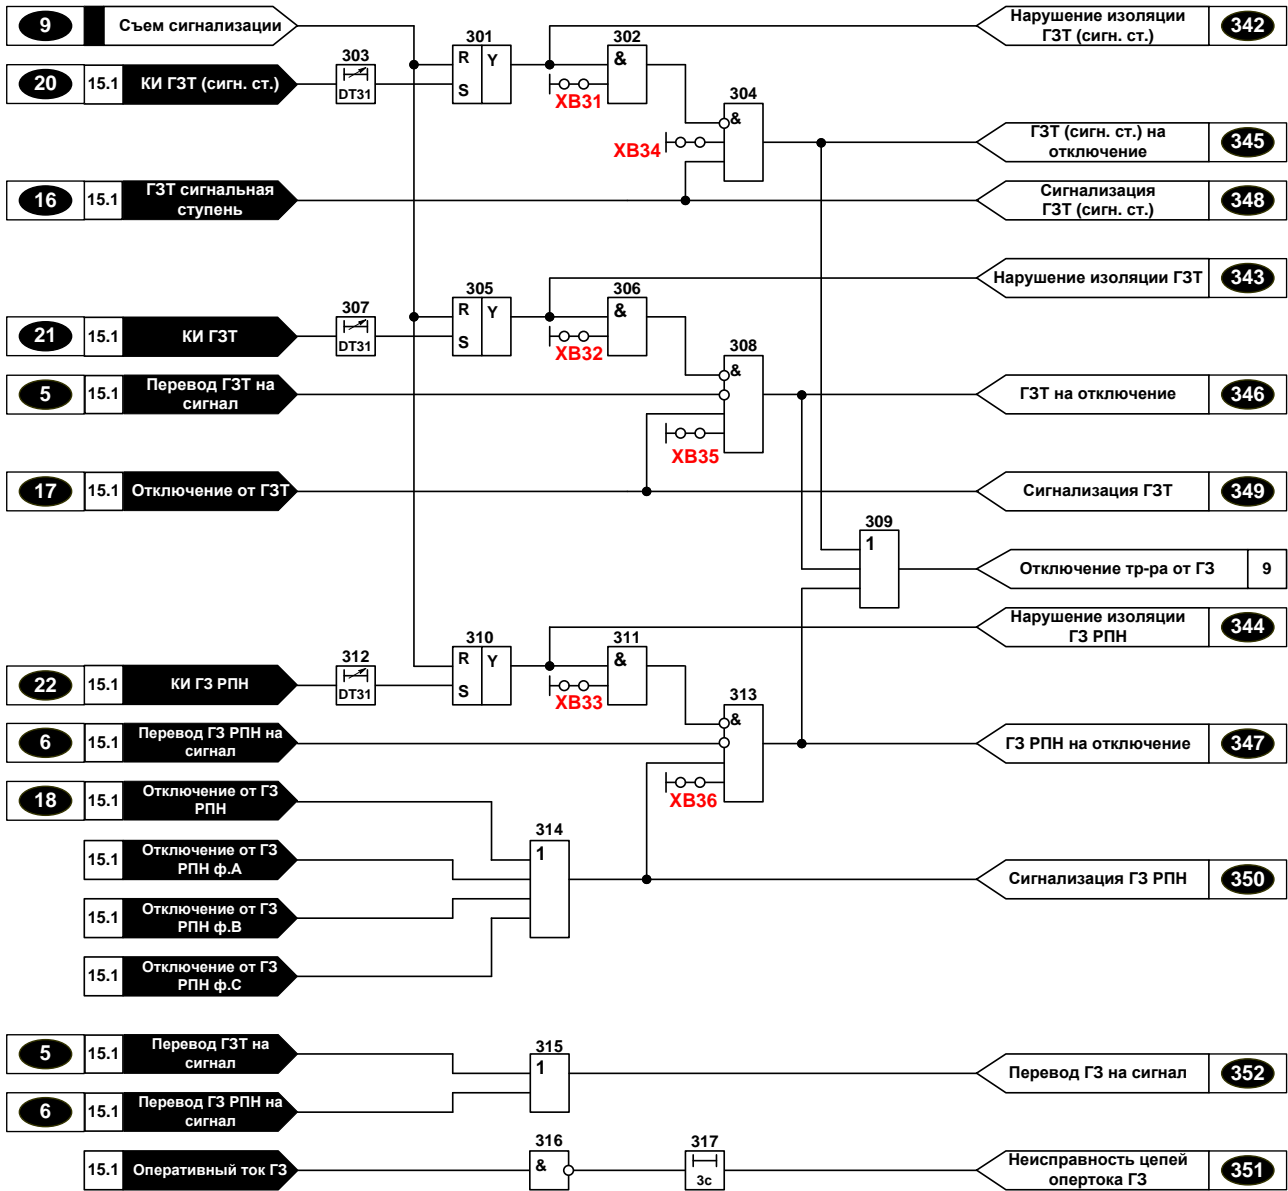 9 Съем сигнализации
301
302
Нарушение изоляции
ГЗТ (сигн. ст.)
342
303
R Y
S
&
20 15.1 КИ ГЗТ (сигн. ст.)
DT31
XB31
304
&
XB34
ГЗТ (сигн. ст.) на
отключение
345
16 15.1 ГЗТ сигнальная
ступень
Сигнализация
ГЗТ (сигн. ст.)
348
305
306
Нарушение изоляции ГЗТ 343
307
R Y
S
&
21 15.1 КИ ГЗТ
DT31
XB32
308
&
5 15.1 Перевод ГЗТ на
сигнал
ГЗТ на отключение 346
XB35
17 15.1 Отключение от ГЗТ
Сигнализация ГЗТ 349
309
1
Отключение тр-ра от ГЗ 9
310
311
Нарушение изоляции
ГЗ РПН
344
312
R Y
S
&
22 15.1 КИ ГЗ РПН
DT31
XB33
313
&
6 15.1 Перевод ГЗ РПН на
сигнал
ГЗ РПН на отключение 347
XB36
18 15.1 Отключение от ГЗ
РПН
314
1
15.1 Отключение от ГЗ
РПН ф.А
Сигнализация ГЗ РПН 350
15.1 Отключение от ГЗ
РПН ф.В
15.1 Отключение от ГЗ
РПН ф.С
5 15.1 Перевод ГЗТ на
сигнал
315
1
Перевод ГЗ на сигнал 352
6 15.1 Перевод ГЗ РПН на
сигнал
316
317
15.1 Оперативный ток ГЗ
&
3с
Неисправность цепей
опертока ГЗ
351